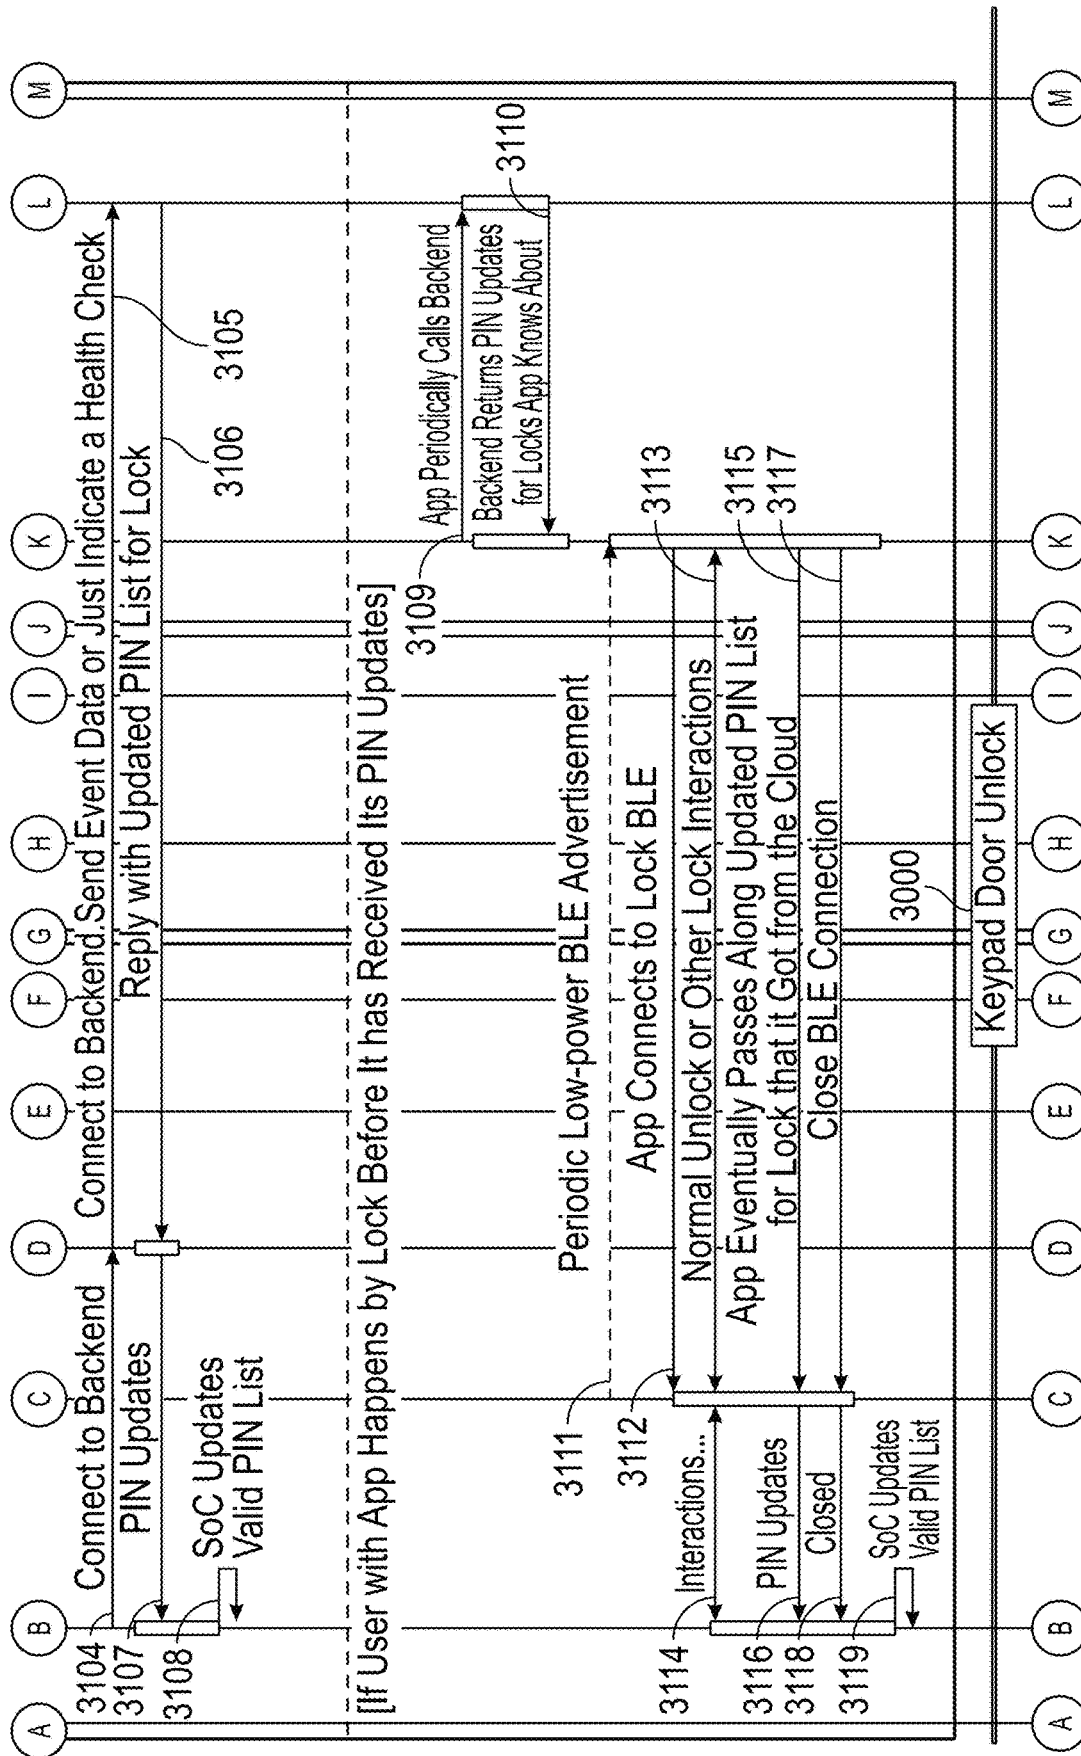 A B C D E F G H I J K L M
Connect to Backend
Connect to Backend.Send Event Data or Just Indicate a Health Check
3104
3105
PIN Updates
Reply with Updated PIN List for Lock
3107
3106
3108
SoC Updates
Valid PIN List
[If User with App Happens by Lock Before It has Received Its PIN Updates]
3109
App Periodically Calls Backend
Backend Returns PIN Updates
for Locks App Knows About
3110
3111
Periodic Low-power BLE Advertisement
3112
App Connects to Lock BLE
3114
Interactions...
Normal Unlock or Other Lock Interactions
3113
3116
PIN Updates
App Eventually Passes Along Updated PIN List
for Lock that it Got from the Cloud
3115
3118
Closed
Close BLE Connection
3117
3119
SoC Updates
Valid PIN List
3000
Keypad Door Unlock
A B C D E F G H I J K L M